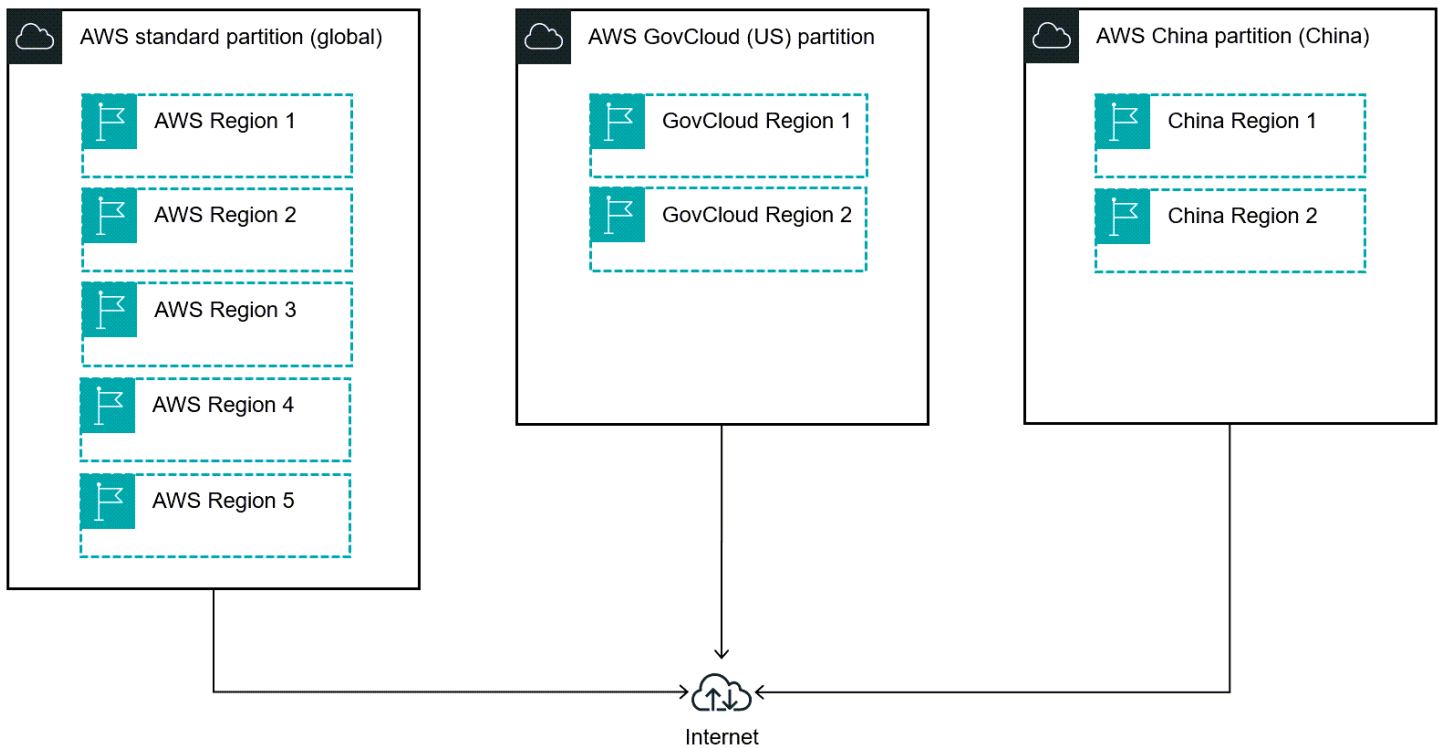 AWS standard partition (global)
AWS Region 1
AWS Region 2
AWS Region 3
AWS Region 4
AWS Region 5
AWS GovCloud (US) partition
GovCloud Region 1
GovCloud Region 2
AWS China partition (China)
China Region 1
China Region 2
Internet